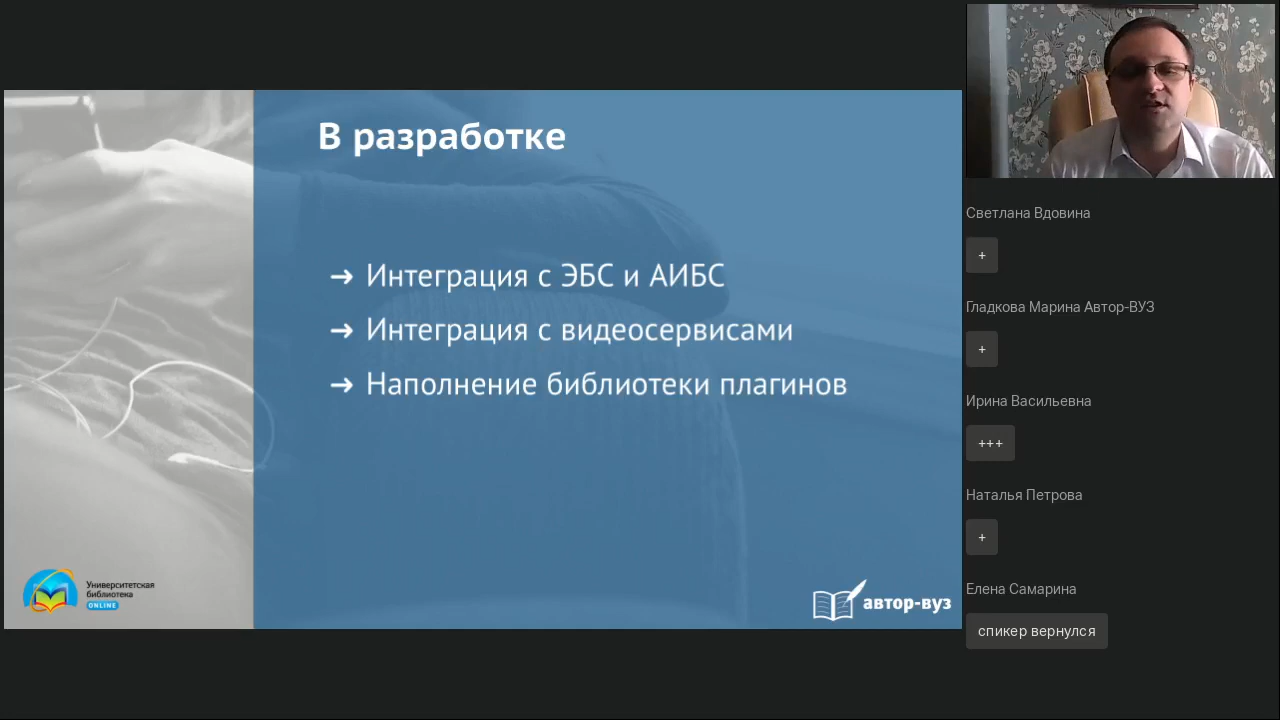 В разработке
→ Интеграция с ЭБС и АИБС
→ Интеграция с видеосервисами
→ Наполнение библиотеки плагинов
Университетская
библиотека
ONLINE
автор-вуз
Светлана Вдовина
+
Гладкова Марина Автор-ВУЗ
+
Ирина Васильевна
+++
Наталья Петрова
+
Елена Самарина
спикер вернулся